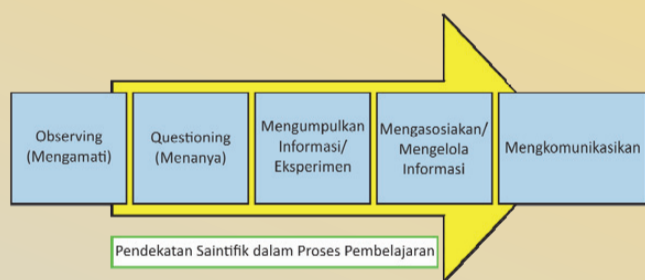 Observing
(Mengamati)
Questioning
(Menanya)
Mengumpulkan
Informasi/
Eksperimen
Mengasosiakan/
Mengelola
Informasi
Mengkomunikasikan
Pendekatan Saintifik dalam Proses Pembelajaran